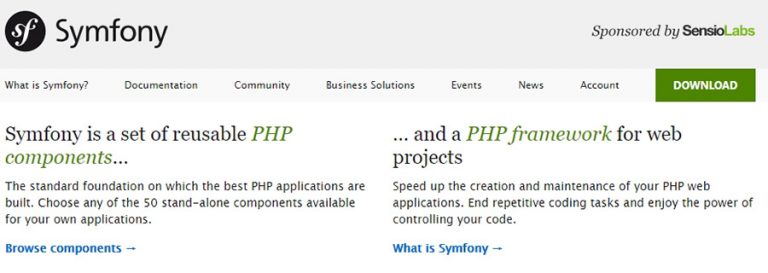 sf Symfony
Sponsored by SensioLabs
What is Symfony? Documentation Community Business Solutions Events News Account DOWNLOAD
Symfony is a set of reusable PHP
components...
The standard foundation on which the best PHP applications are
built. Choose any of the 50 stand-alone components available
for your own applications.
Browse components →
... and a PHP framework for web
projects
Speed up the creation and maintenance of your PHP web
applications. End repetitive coding tasks and enjoy the power of
controlling your code.
What is Symfony →